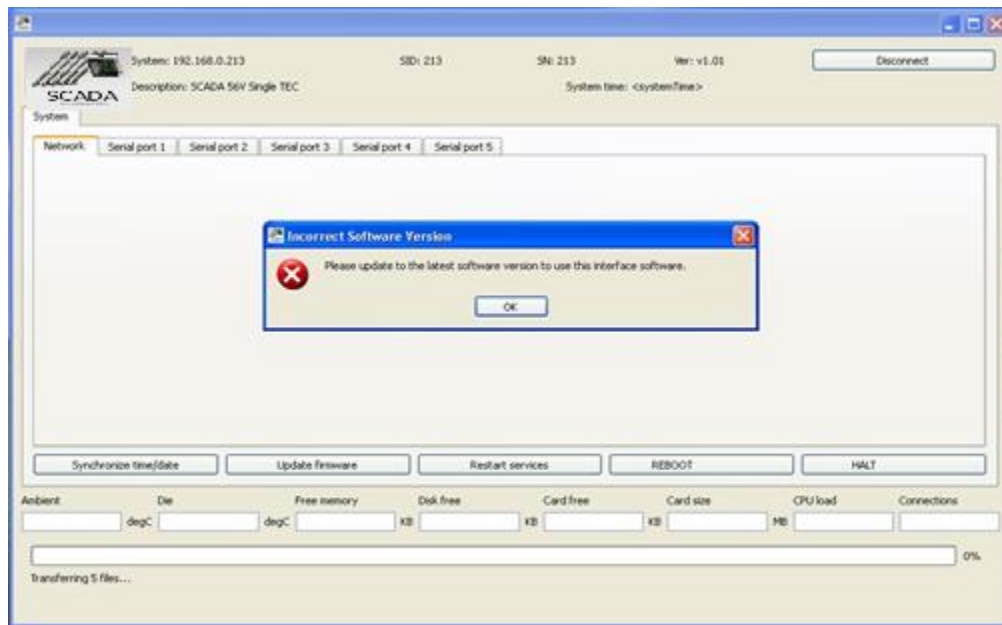 System: 192.168.0.213 SID: 213 SN: 213 Ver: v1.01 Disconnect
SCADA
Description: SCADA 56V Single TEC System time: <systemTime>
System
Network Serial port 1 Serial port 2 Serial port 3 Serial port 4 Serial port 5
Incorrect Software Version
Please update to the latest software version to use this interface software.
OK
Synchronize time/date Update firmware Restart services REBOOT HALT
Ambient Die Free memory Disk free Card free Card size CPU load Connections
degC degC KB KB KB MB
0%
Transferring 5 files...